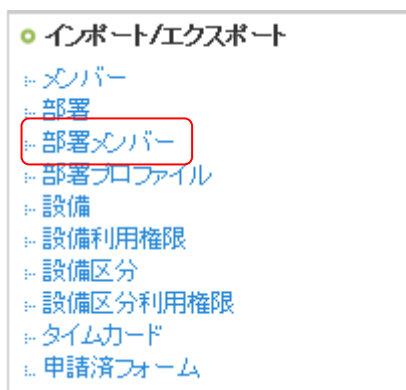 インポート/エクスポート
メンバー
部署
部署メンバー
部署プロファイル
設備
設備利用権限
設備区分
設備区分利用権限
タイムカード
申請済フォーム